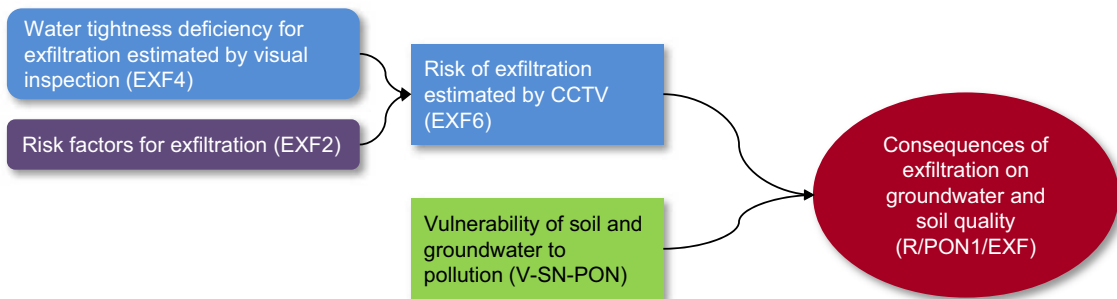 Water tightness deficiency for
exfiltration estimated by visual
inspection (EXF4)
Risk factors for exfiltration (EXF2)
Risk of exfiltration
estimated by CCTV
(EXF6)
Vulnerability of soil and
groundwater to
pollution (V-SN-PON)
Consequences of
exfiltration on
groundwater and
soil quality
(R/PON1/EXF)